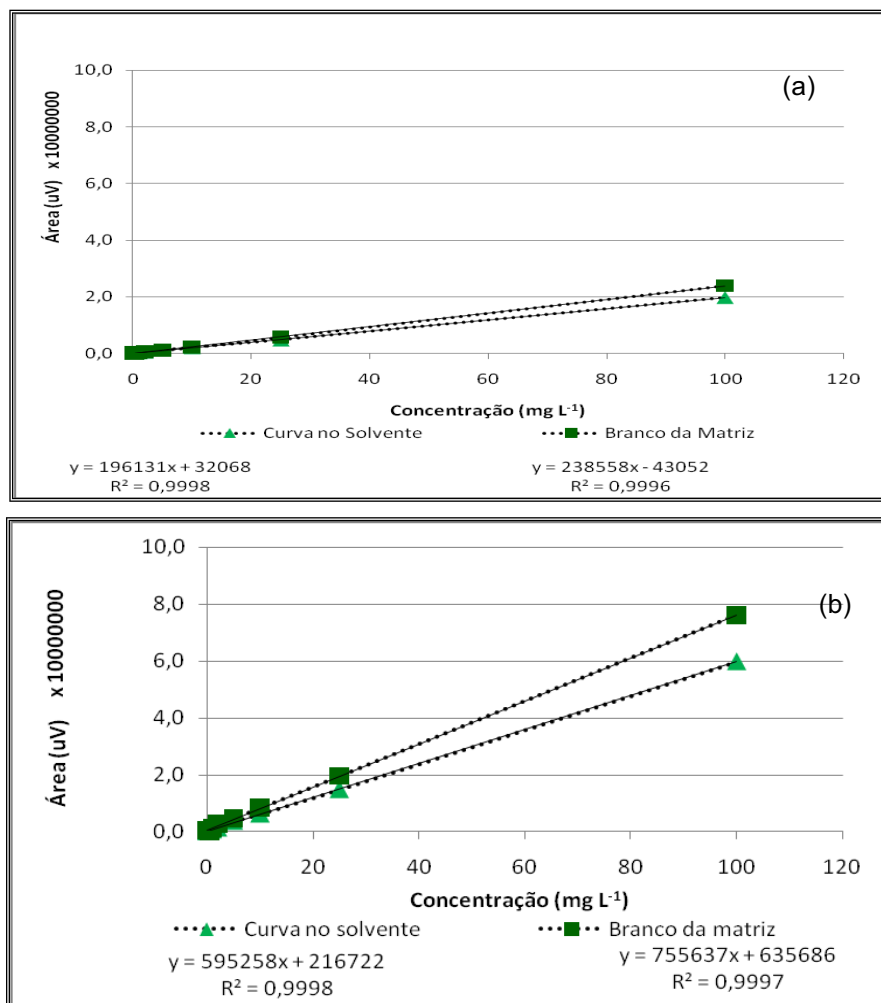 (a)
Área (uV) x10000000
10,0
8,0
6,0
4,0
2,0
0,0
0 20 40 60 80 100 120
Concentração (mg L⁻¹)
Curva no Solvente Branco da Matriz
y = 196131x + 32068 y = 238558x - 43052
R² = 0,9998 R² = 0,9996
(b)
Área (uV) x10000000
10,0
8,0
6,0
4,0
2,0
0,0
0 20 40 60 80 100 120
Concentração (mg L⁻¹)
Curva no solvente Branco da matriz
y = 595258x + 216722 y = 755637x + 635686
R² = 0,9998 R² = 0,9997